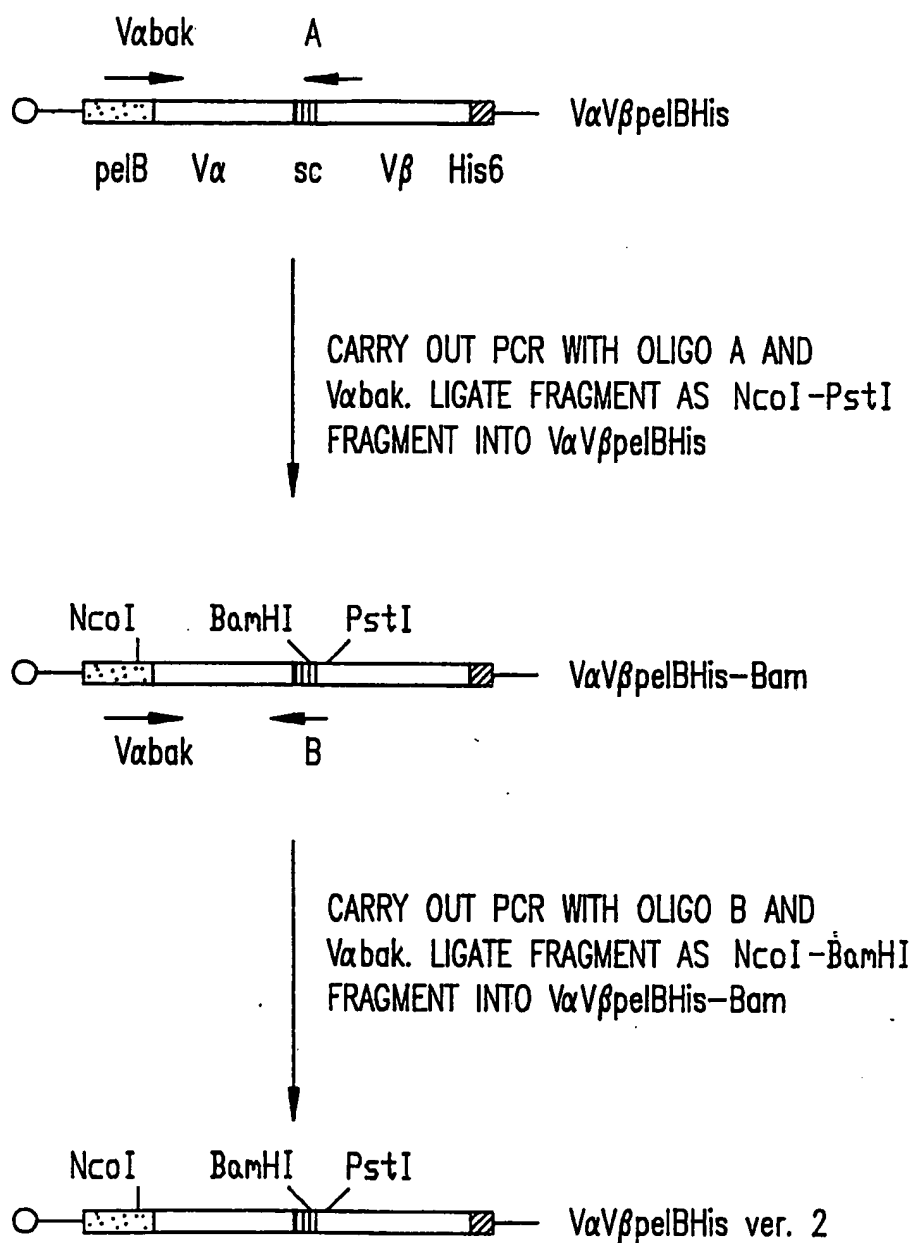 Vαbak A
VαVβpelBHis
pelB Vα sc Vβ His6
CARRY OUT PCR WITH OLIGO A AND
Vαbak. LIGATE FRAGMENT AS NcoI-PstI
FRAGMENT INTO VαVβpelBHis
NcoI BamHI PstI
VαVβpelBHis-Bam
Vαbak B
CARRY OUT PCR WITH OLIGO B AND
Vαbak. LIGATE FRAGMENT AS NcoI-BamHI
FRAGMENT INTO VαVβpelBHis-Bam
NcoI BamHI PstI
VαVβpelBHis ver. 2